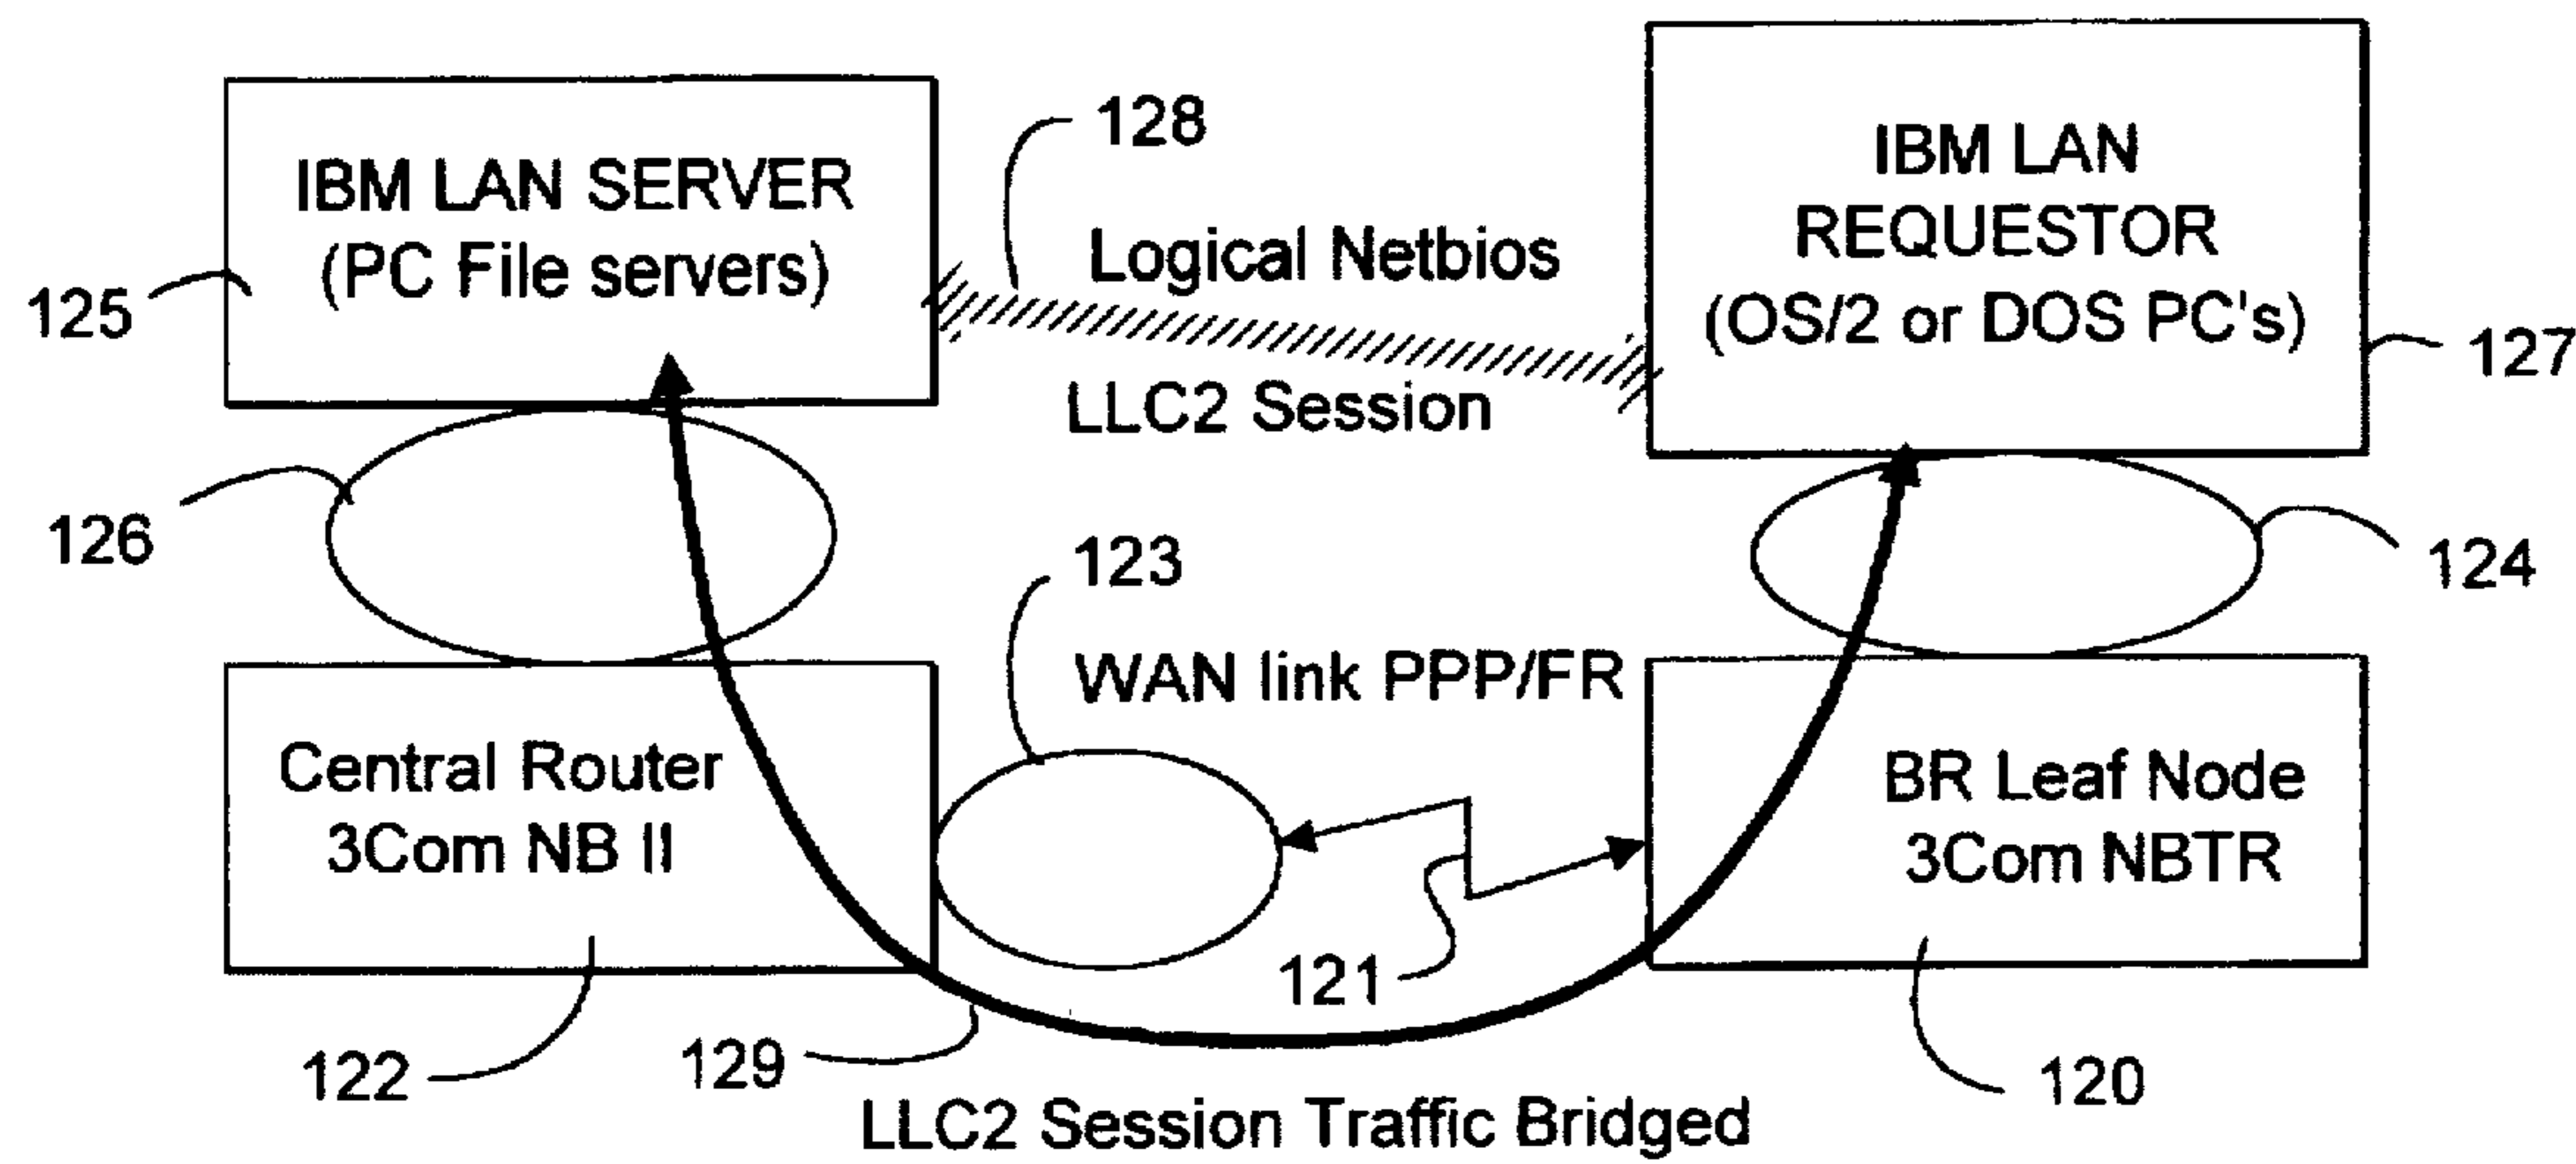 IBM LAN SERVER
(PC File servers)
125
128
Logical Netbios
LLC2 Session
IBM LAN
REQUESTOR
(OS/2 or DOS PC's)
127
126
123
124
WAN link PPP/FR
Central Router
3Com NB II
BR Leaf Node
3Com NBTR
121
122
129
120
LLC2 Session Traffic Bridged